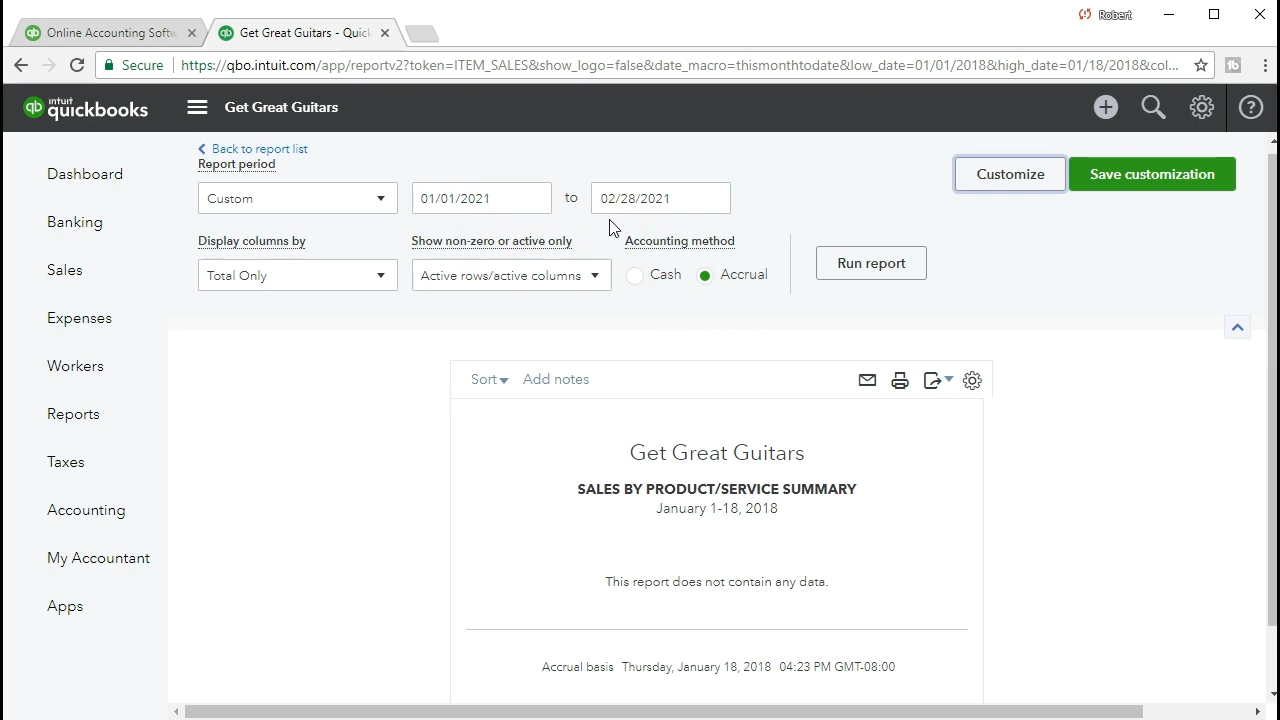 Robert
Online Accounting Softw
Get Great Guitars - Quic
Secure https://qbo.intuit.com/app/reportv2?token=ITEM_SALES&show_logo=false&date_macro=thismonthtodate&low_date=01/01/2018&high_date=01/18/2018&col...
intuit
quickbooks
Get Great Guitars
Back to report list
Report period
Custom
01/01/2021
to
02/28/2021
Customize
Save customization
Display columns by
Total Only
Show non-zero or active only
Active rows/active columns
Accounting method
Cash
Accrual
Run report
Dashboard
Banking
Sales
Expenses
Workers
Reports
Taxes
Accounting
My Accountant
Apps
Sort
Add notes
Get Great Guitars
SALES BY PRODUCT/SERVICE SUMMARY
January 1-18, 2018
This report does not contain any data.
Accrual basis Thursday, January 18, 2018 04:23 PM GMT-08:00